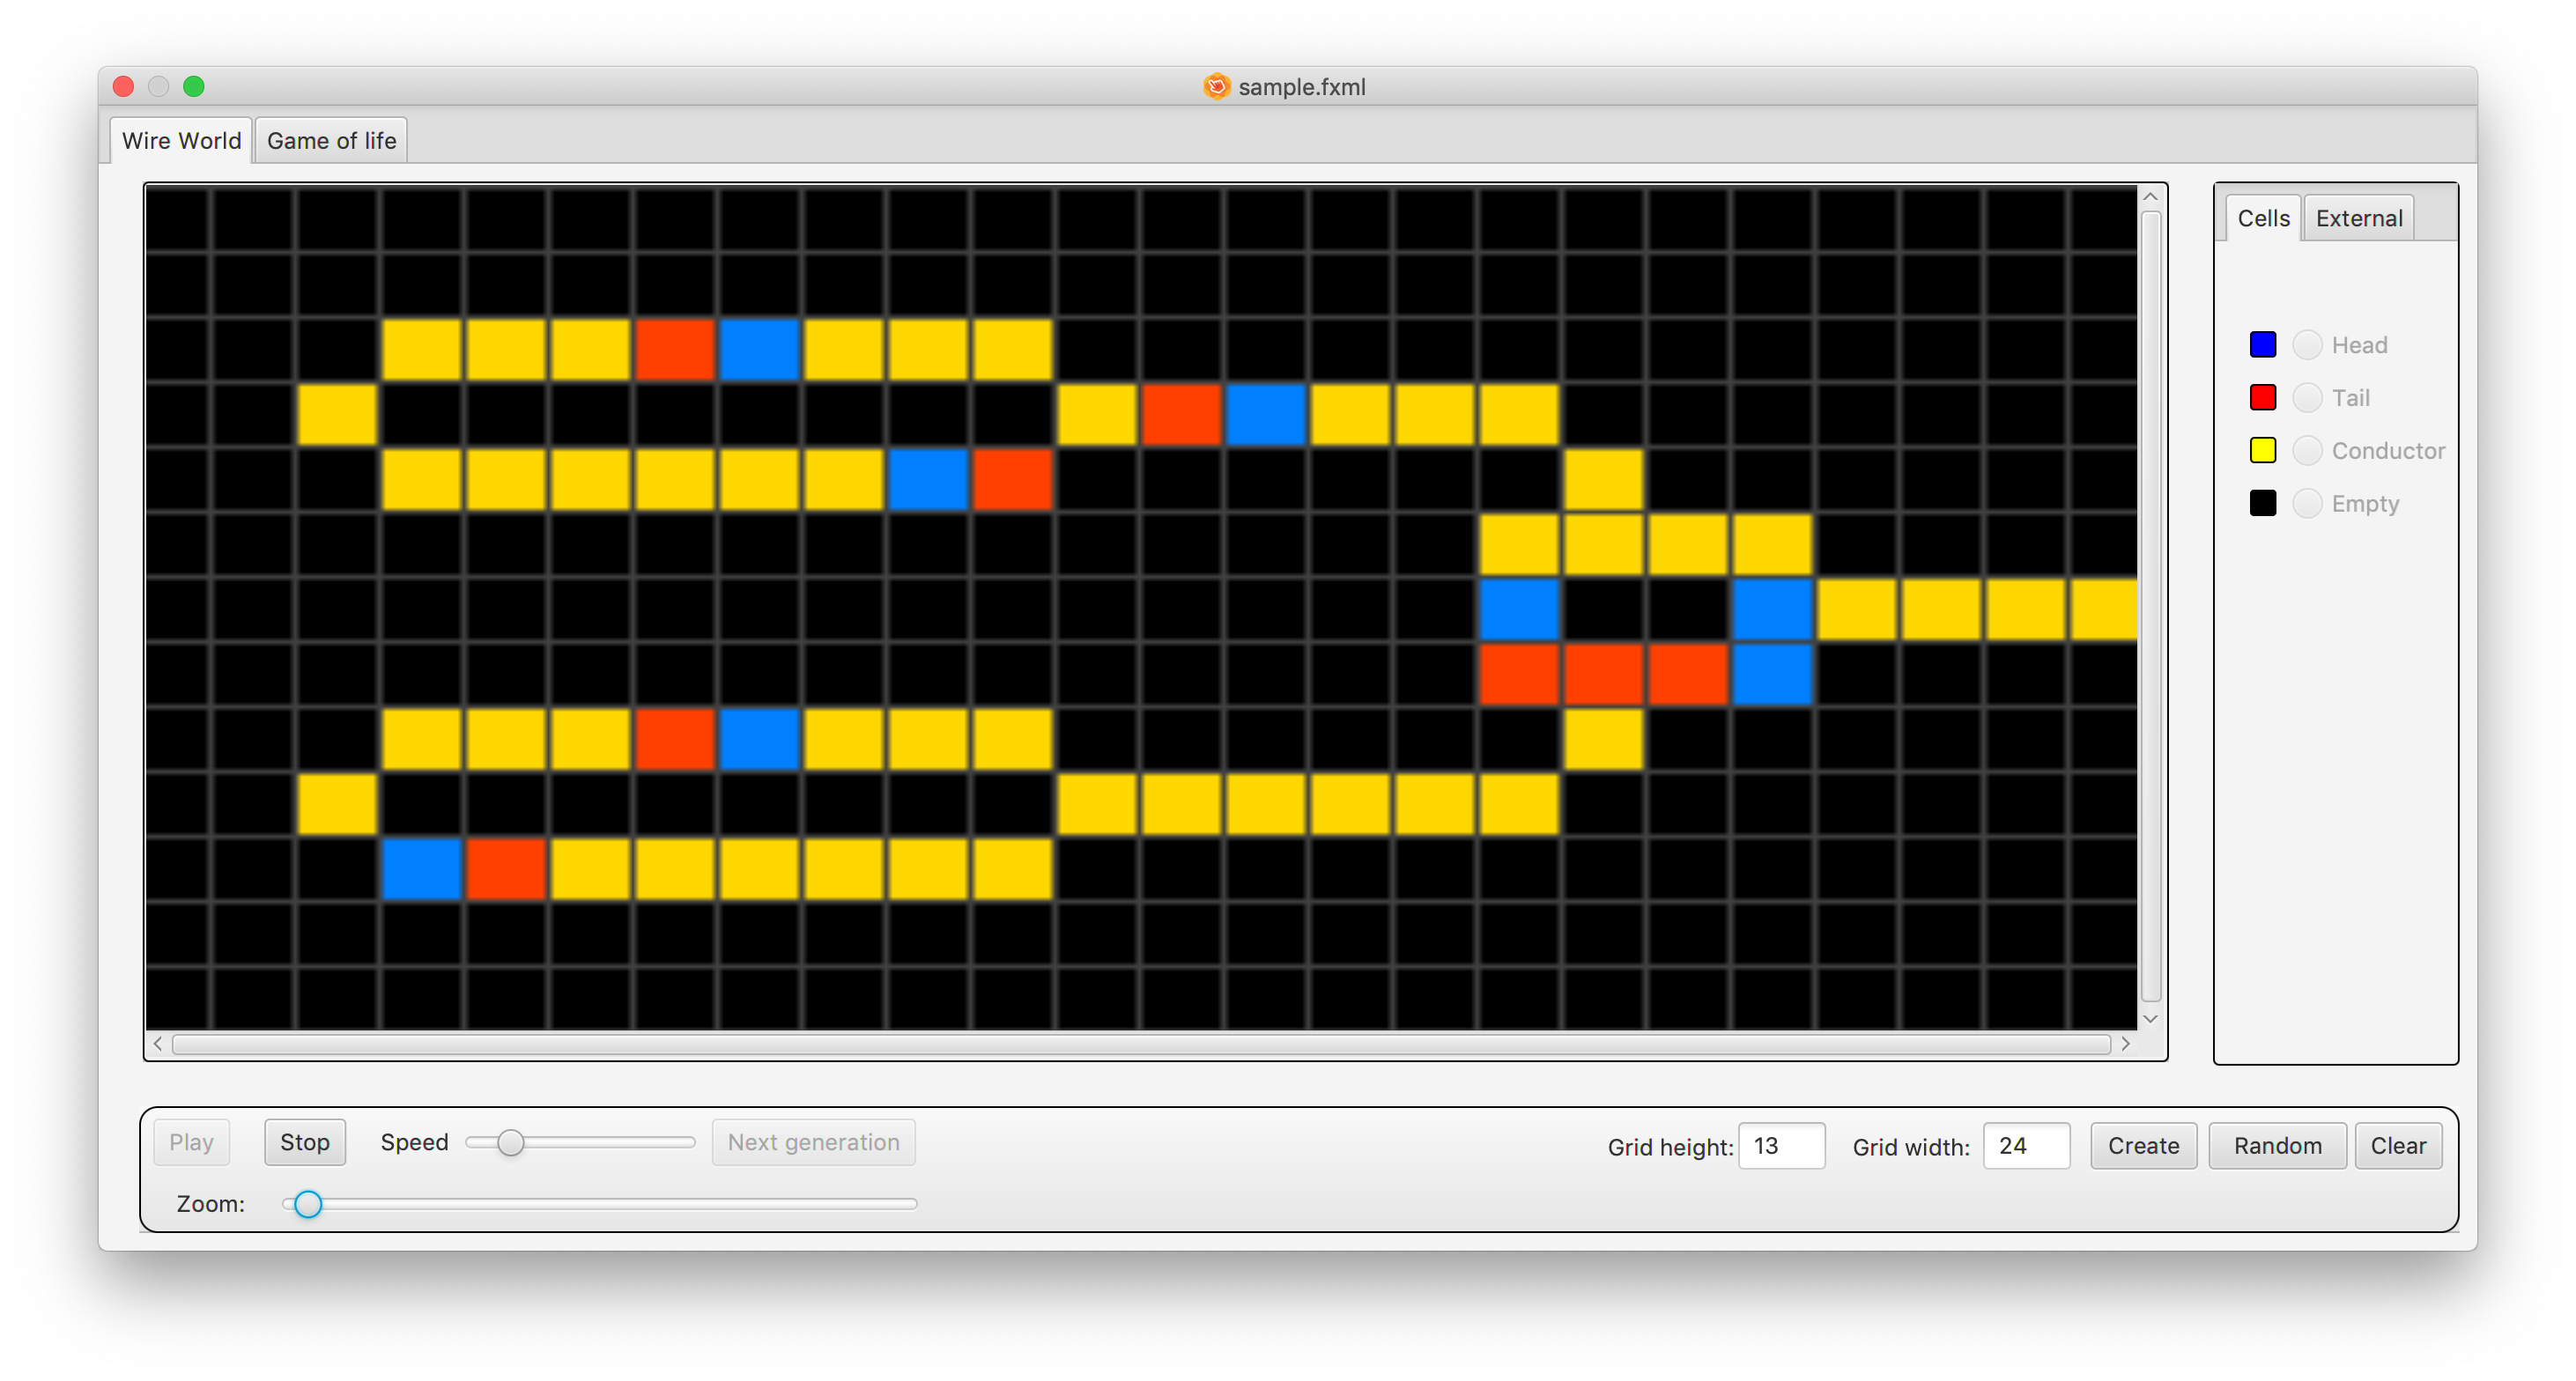 sample.fxml
Wire World Game of life
Cells External
Head
Tail
Conductor
Empty
Play Stop Speed Next generation Grid height: 13 Grid width: 24 Create Random Clear
Zoom: